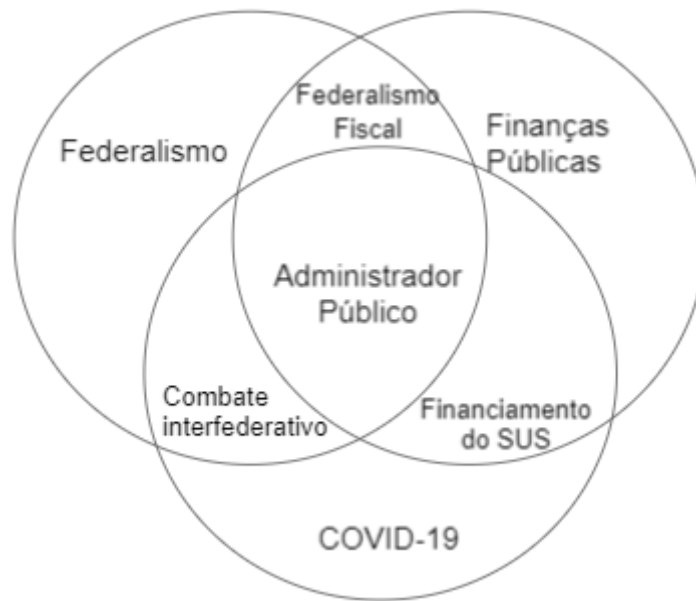 Federalismo
Fiscal
Federalismo
Finanças
Públicas
Administrador
Público
Combate
interfederativo
Financiamento
do SUS
COVID-19